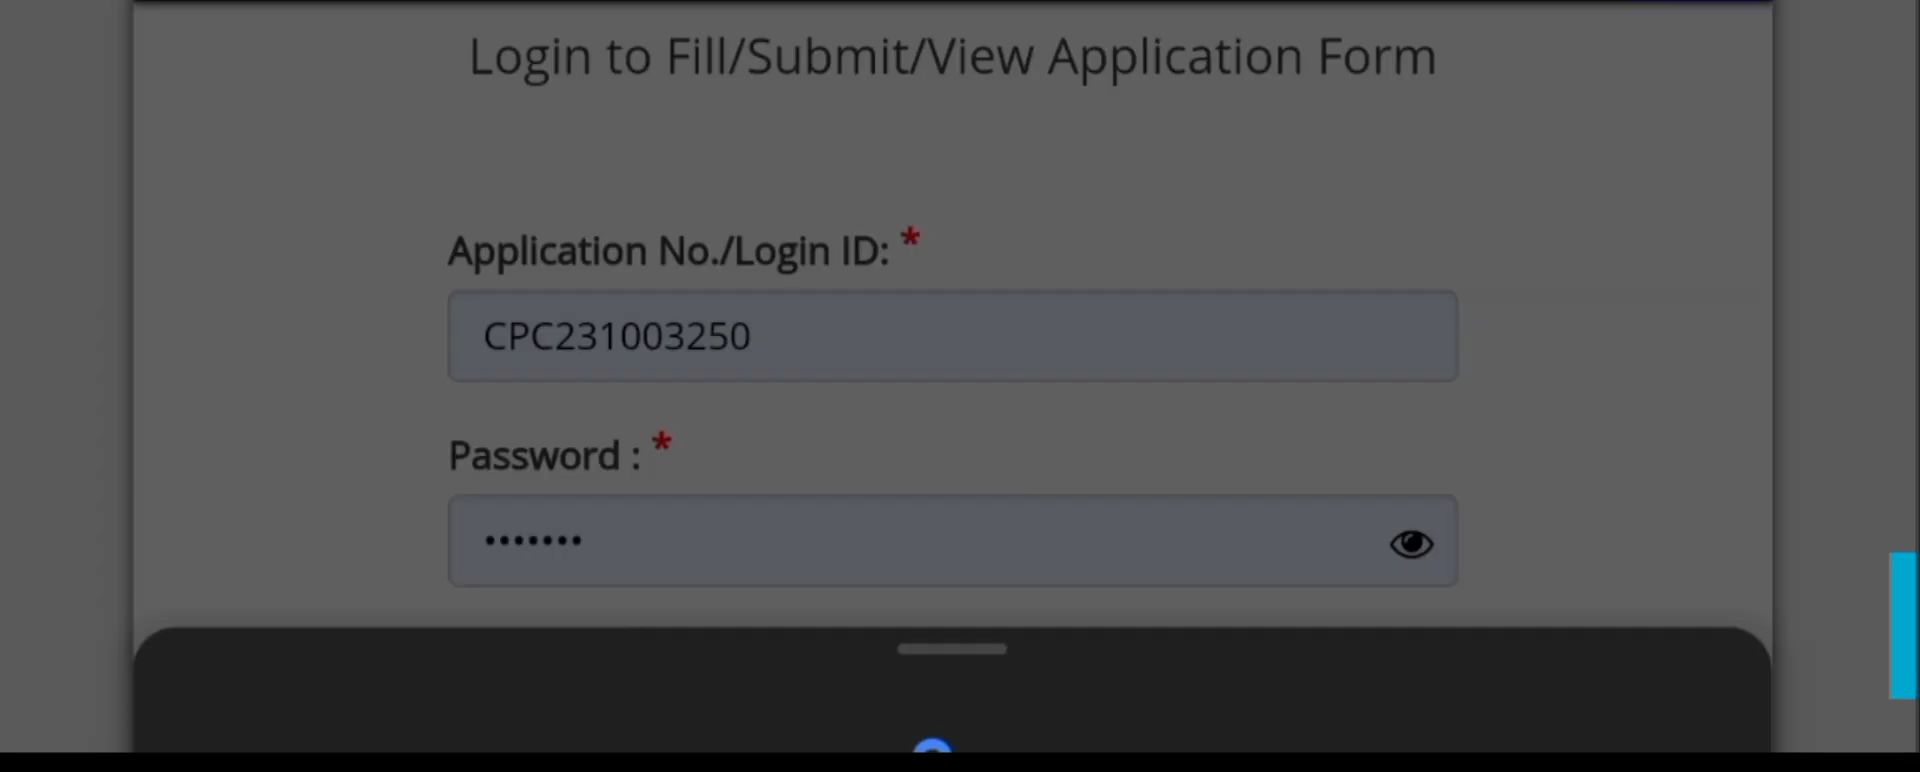 Login to Fill/Submit/View Application Form
Application No./Login ID: *
CPC231003250
Password : *
•••••••